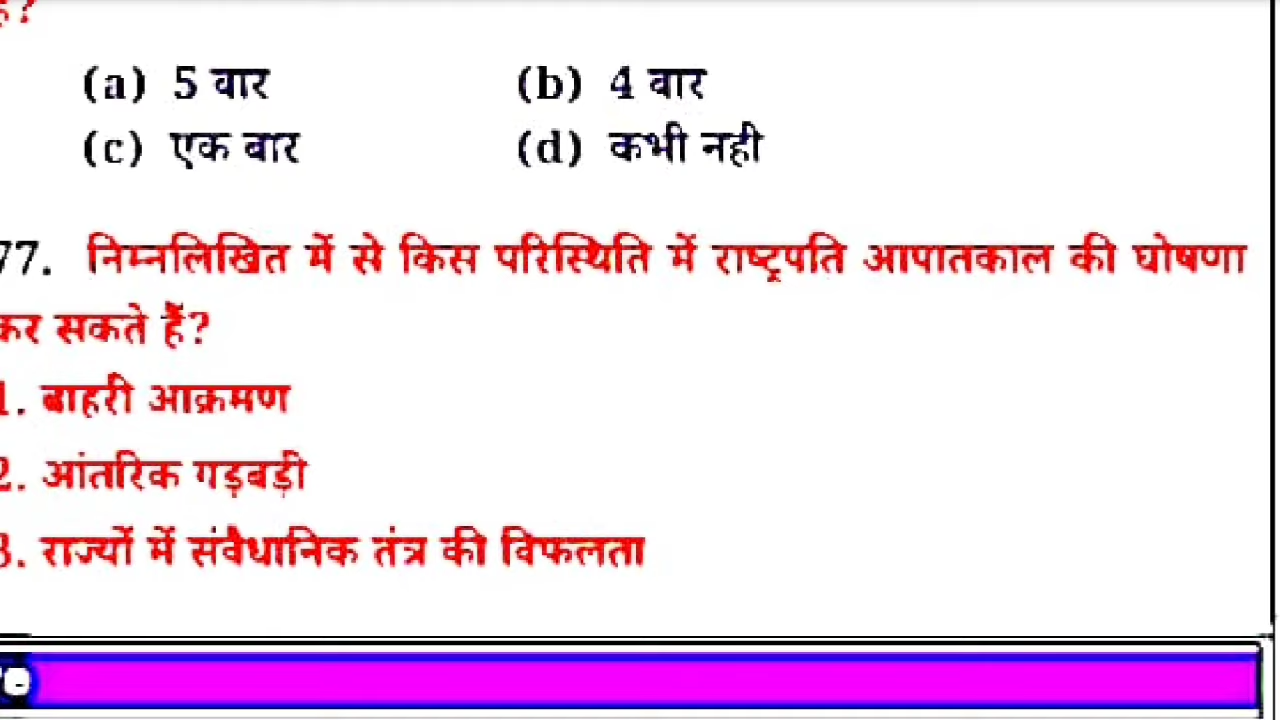 है?
(a) 5 वार (b) 4 वार
(c) एक वार (d) कभी नही
77. निम्नलिखित में से किस परिस्थिति में राष्ट्रपति आपातकाल की घोषणा
कर सकते हैं?
1. बाहरी आक्रमण
2. आंतरिक गड़बड़ी
3. राज्यों में संवैधानिक तंत्र की विफलता